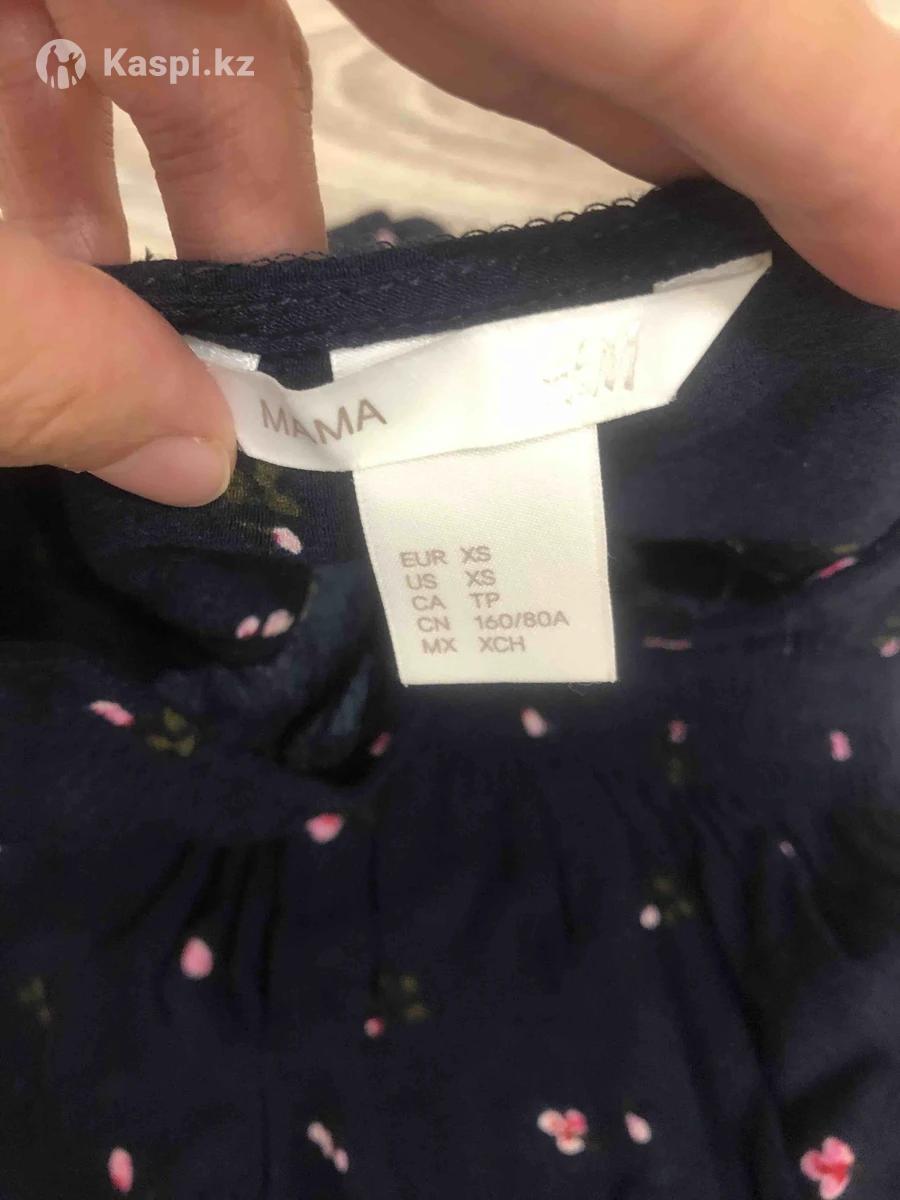 Kaspi.kz
MAMA H&M
EUR XS
US XS
CA TP
CN 160/80A
MX XCH